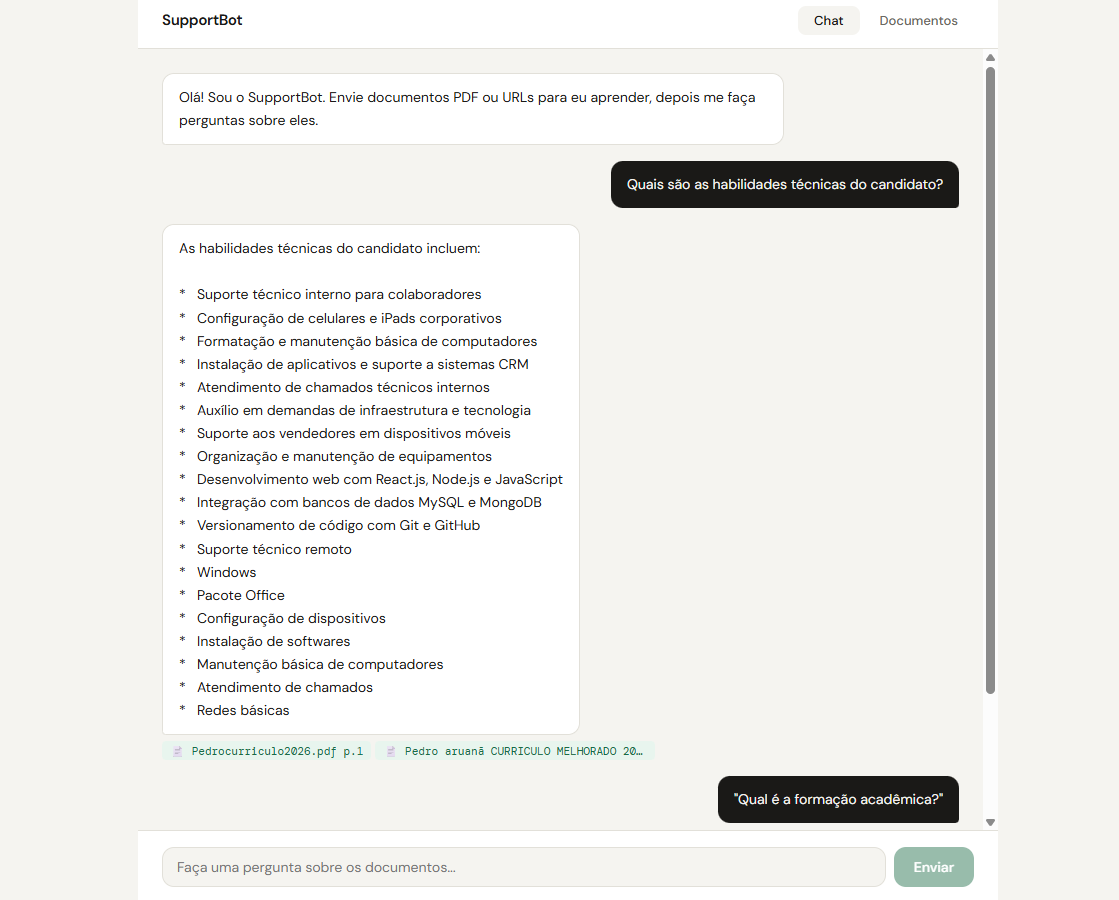 SupportBot
Chat
Documentos
Olá! Sou o SupportBot. Envie documentos PDF ou URLs para eu aprender, depois me faça
perguntas sobre eles.
Quais são as habilidades técnicas do candidato?
As habilidades técnicas do candidato incluem:
* Suporte técnico interno para colaboradores
* Configuração de celulares e iPads corporativos
* Formatação e manutenção básica de computadores
* Instalação de aplicativos e suporte a sistemas CRM
* Atendimento de chamados técnicos internos
* Auxílio em demandas de infraestrutura e tecnologia
* Suporte aos vendedores em dispositivos móveis
* Organização e manutenção de equipamentos
* Desenvolvimento web com React.js, Node.js e JavaScript
* Integração com bancos de dados MySQL e MongoDB
* Versionamento de código com Git e GitHub
* Suporte técnico remoto
* Windows
* Pacote Office
* Configuração de dispositivos
* Instalação de softwares
* Manutenção básica de computadores
* Atendimento de chamados
* Redes básicas
Pedrocurriculo2026.pdf p.1
Pedro aruanã CURRICULO MELHORADO 20…
"Qual é a formação acadêmica?"
Faça uma pergunta sobre os documentos...
Enviar